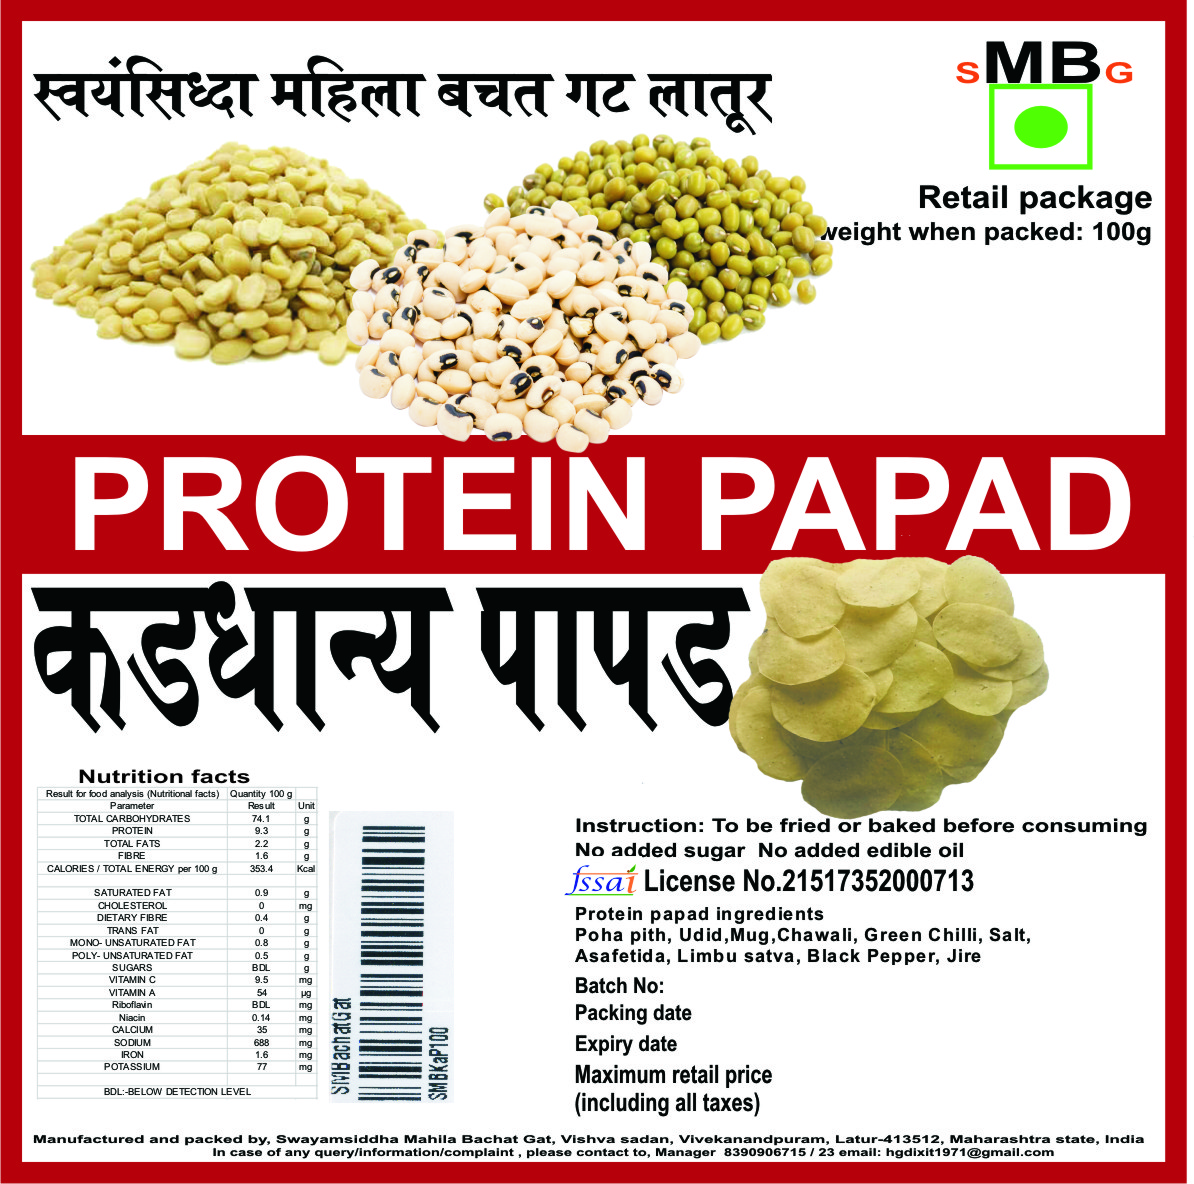 स्वयंसिध्दा महिला बचत गट लातूर
SMBG
Retail package
weight when packed: 100g
PROTEIN PAPAD
कडधान्य पापड
Nutrition facts
Result for food analysis (Nutritional facts) Quantity 100 g
Parameter Result Unit
TOTAL CARBOHYDRATES 74.1 g
PROTEIN 9.3 g
TOTAL FATS 2.2 g
FIBRE 1.6 g
CALORIES / TOTAL ENERGY per 100 g 353.4 Kcal
SATURATED FAT 0.9 g
CHOLESTEROL 0 mg
DIETARY FIBRE 0.4 g
TRANS FAT 0 g
MONO- UNSATURATED FAT 0.8 g
POLY- UNSATURATED FAT 0.5 g
SUGARS BDL g
VITAMIN C 9.5 mg
VITAMIN A 54 µg
Riboflavin BDL mg
Niacin 0.14 mg
CALCIUM 35 mg
SODIUM 688 mg
IRON 1.6 mg
POTASSIUM 77 mg
BDL:-BELOW DETECTION LEVEL
SMBachatGat
SMBKaP100
Instruction: To be fried or baked before consuming
No added sugar No added edible oil
fssai License No.21517352000713
Protein papad ingredients
Poha pith, Udid,Mug,Chawali, Green Chilli, Salt,
Asafetida, Limbu satva, Black Pepper, Jire
Batch No:
Packing date
Expiry date
Maximum retail price
(including all taxes)
Manufactured and packed by, Swayamsiddha Mahila Bachat Gat, Vishva sadan, Vivekanandpuram, Latur-413512, Maharashtra state, India
In case of any query/information/complaint , please contact to, Manager 8390906715 / 23 email: hgdixit1971@gmail.com